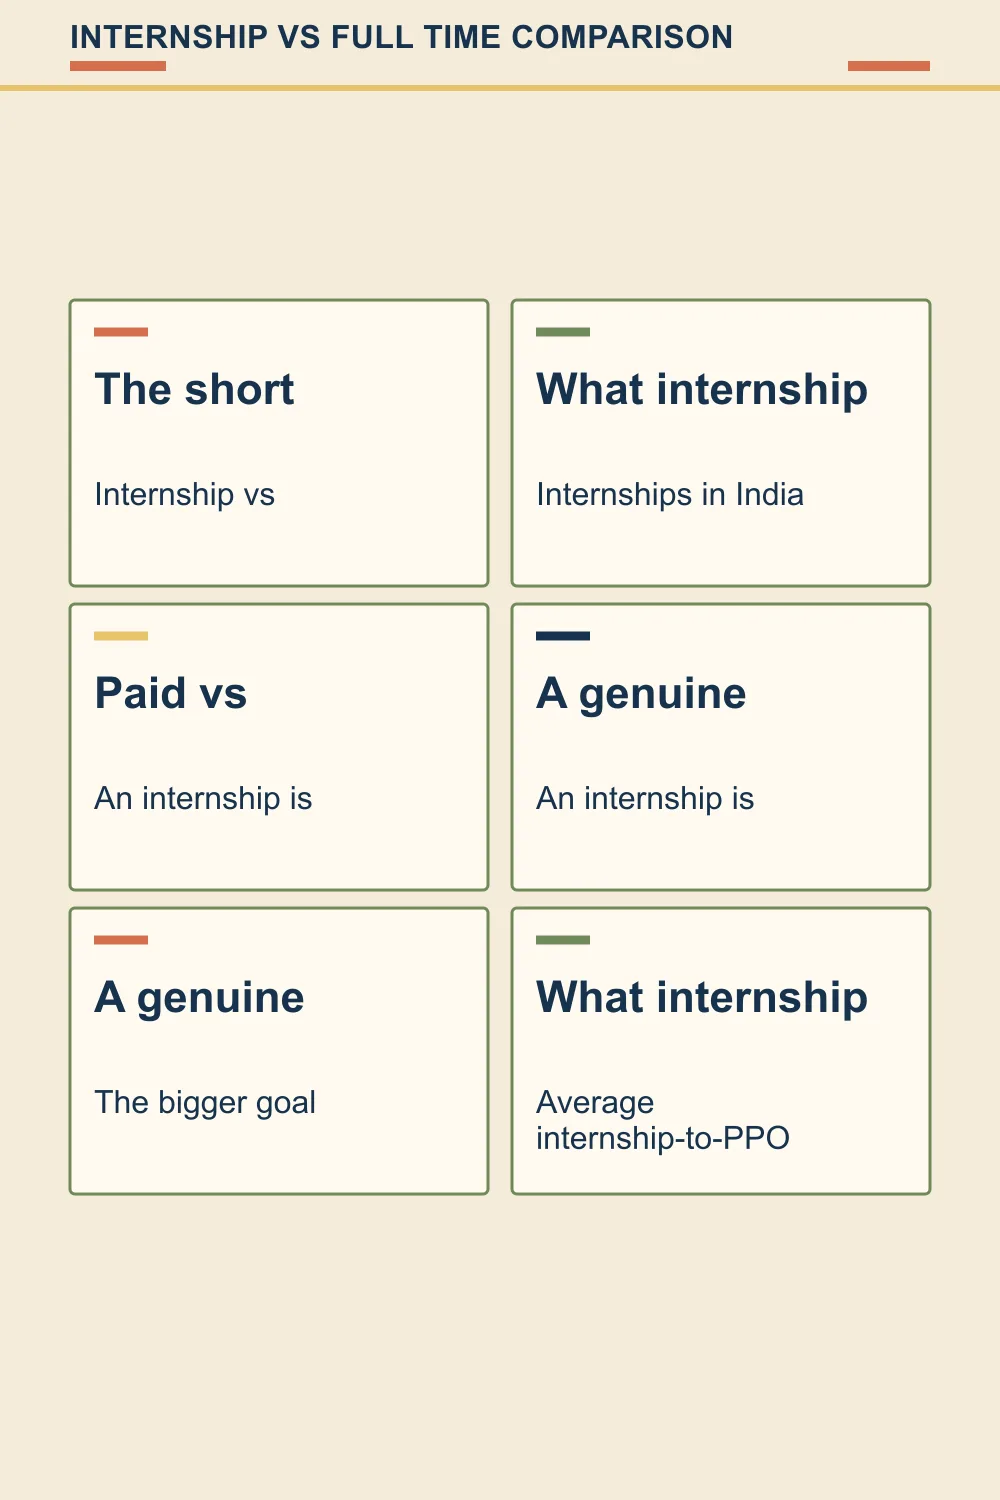 INTERNSHIP VS FULL TIME COMPARISON
The short
Internship vs
What internship
Internships in India
Paid vs
An internship is
A genuine
An internship is
A genuine
The bigger goal
What internship
Average
internship-to-PPO